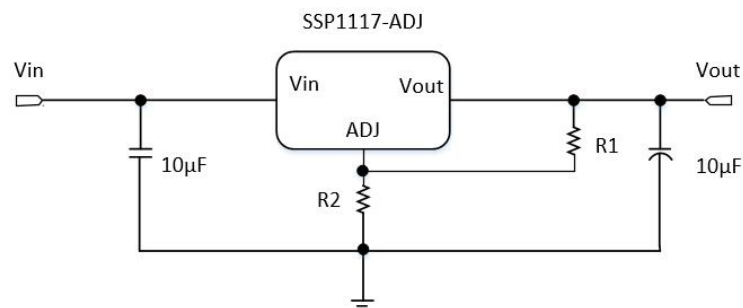 SSP1117-ADJ
Vin
Vout
Vin
Vout
ADJ
10μF
R1
10μF
R2